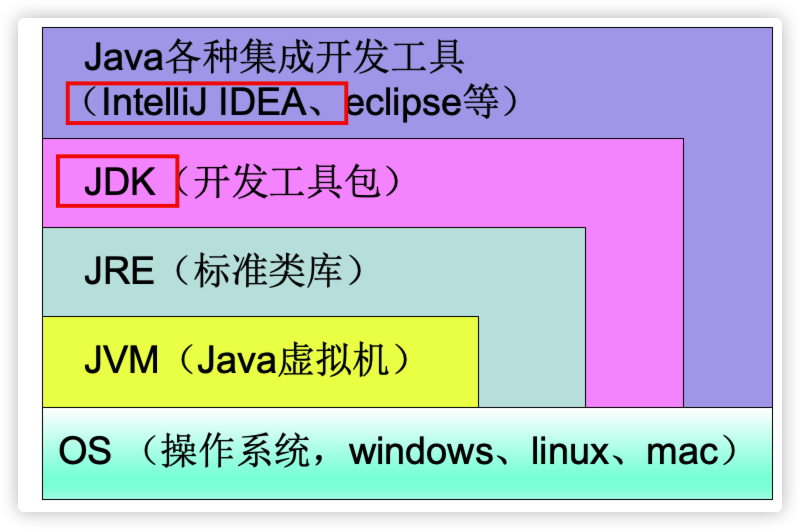 Java各种集成开发工具
（IntelliJ IDEA、eclipse等）
JDK（开发工具包）
JRE（标准类库）
JVM（Java虚拟机）
OS （操作系统，windows、linux、mac）